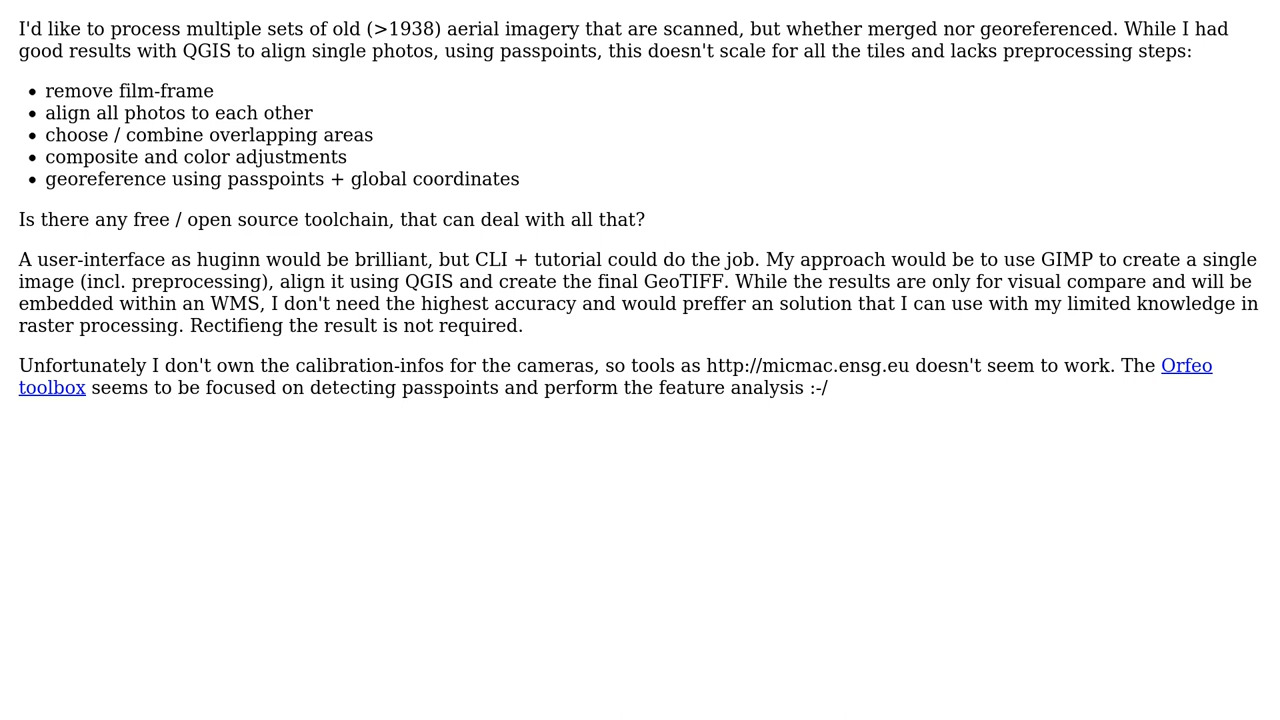 I'd like to process multiple sets of old (>1938) aerial imagery that are scanned, but whether merged nor georeferenced. While I had
good results with QGIS to align single photos, using passpoints, this doesn't scale for all the tiles and lacks preprocessing steps:
• remove film-frame
• align all photos to each other
• choose / combine overlapping areas
• composite and color adjustments
• georeference using passpoints + global coordinates
Is there any free / open source toolchain, that can deal with all that?
A user-interface as huginn would be brilliant, but CLI + tutorial could do the job. My approach would be to use GIMP to create a single
image (incl. preprocessing), align it using QGIS and create the final GeoTIFF. While the results are only for visual compare and will be
embedded within an WMS, I don't need the highest accuracy and would preffer an solution that I can use with my limited knowledge in
raster processing. Rectifieng the result is not required.
Unfortunately I don't own the calibration-infos for the cameras, so tools as http://micmac.ensg.eu doesn't seem to work. The Orfeo
toolbox seems to be focused on detecting passpoints and perform the feature analysis :-/